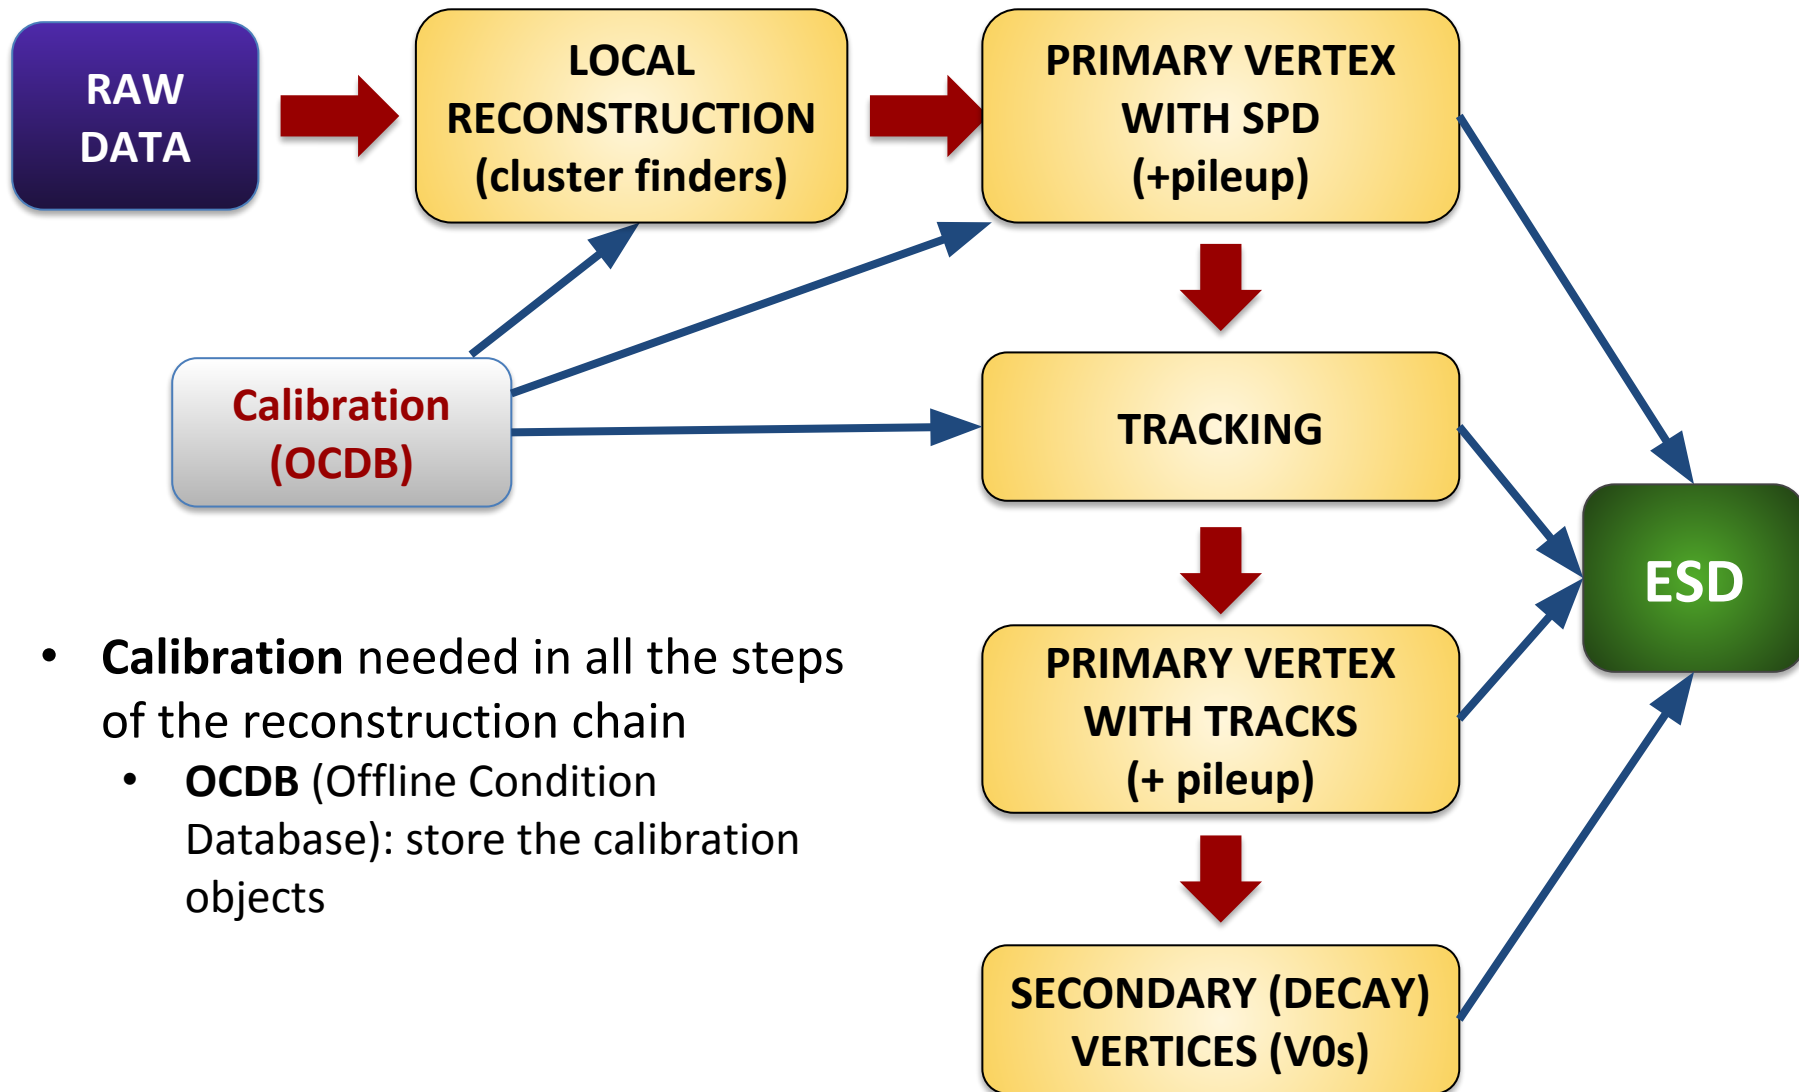 RAW
DATA
LOCAL
RECONSTRUCTION
(cluster finders)
PRIMARY VERTEX
WITH SPD
(+pileup)
Calibration
(OCDB)
TRACKING
ESD
• Calibration needed in all the steps
of the reconstruction chain
• OCDB (Offline Condition
Database): store the calibration
objects
PRIMARY VERTEX
WITH TRACKS
(+ pileup)
SECONDARY (DECAY)
VERTICES (V0s)